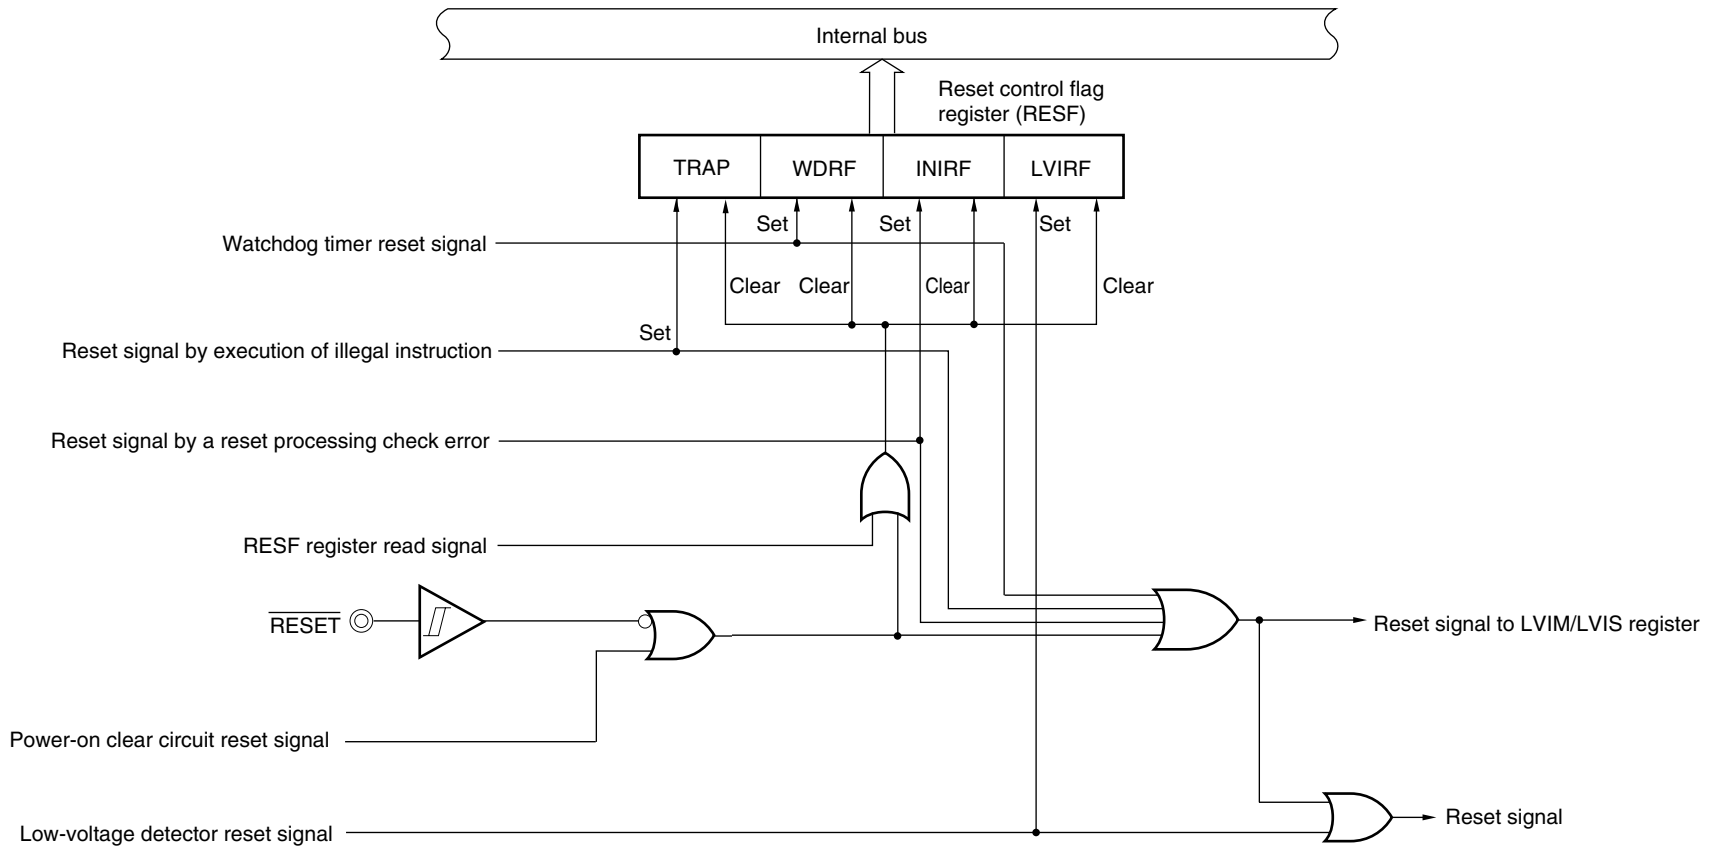 Internal bus
Reset control flag
register (RESF)
TRAP
WDRF
INIRF
LVIRF
Set
Set
Set
Watchdog timer reset signal
Clear
Clear
Clear
Clear
Set
Reset signal by execution of illegal instruction
Reset signal by a reset processing check error
RESF register read signal
RESET
Reset signal to LVIM/LVIS register
Power-on clear circuit reset signal
Reset signal
Low-voltage detector reset signal